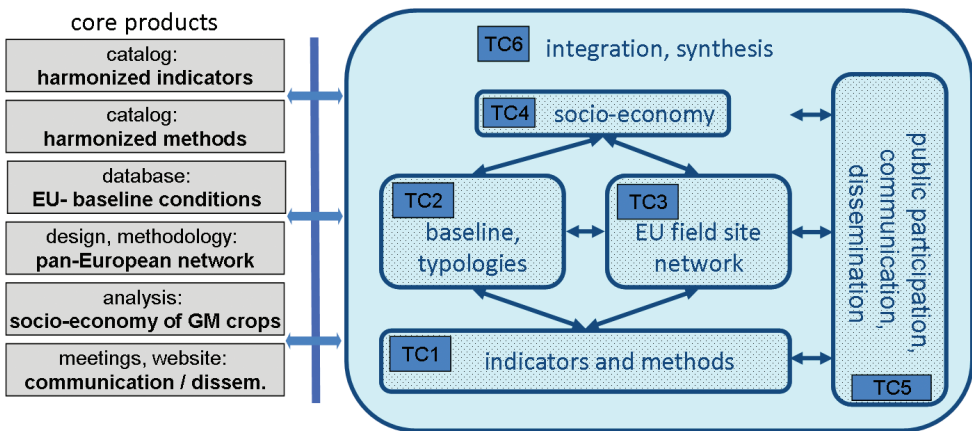 core products
catalog:
harmonized indicators
catalog:
harmonized methods
database:
EU- baseline conditions
design, methodology:
pan-European network
analysis:
socio-economy of GM crops
meetings, website:
communication / dissem.
TC6 integration, synthesis
TC4 socio-economy
TC2
baseline,
typologies
TC3
EU field site
network
TC1 indicators and methods
public participation,
communication,
dissemination
TC5